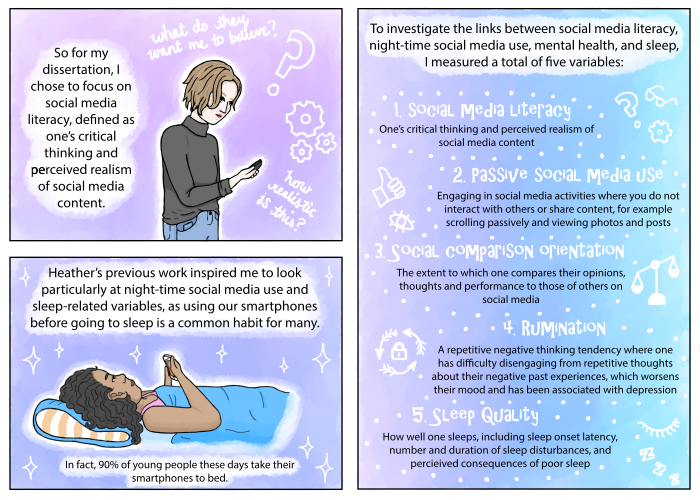 So for my
dissertation, I
chose to focus on
social media
literacy, defined as
one's critical
thinking and
perceived realism
of social media
content.
what do they
want me to believe?
how
realistic
is this?
Heather's previous work inspired me to look
particularly at night-time social media use and
sleep-related variables, as using our smartphones
before going to sleep is a common habit for many.
In fact, 90% of young people these days take their
smartphones to bed.
To investigate the links between social media literacy,
night-time social media use, mental health, and sleep,
I measured a total of five variables:
1. Social Media Literacy
One's critical thinking and perceived realism of
social media content
2. Passive Social Media Use
Engaging in social media activities where you do not
interact with others or share content, for example
scrolling passively and viewing photos and posts
3. Social Comparison Orientation
The extent to which one compares their opinions,
thoughts and performance to those of others on
social media
4. Rumination
A repetitive negative thinking tendency where one
has difficulty disengaging from repetitive thoughts
about their negative past experiences, which worsens
their mood and has been associated with depression
5. Sleep Quality
How well one sleeps, including sleep onset latency,
number and duration of sleep disturbances, and
perceived consequences of poor sleep
z z z